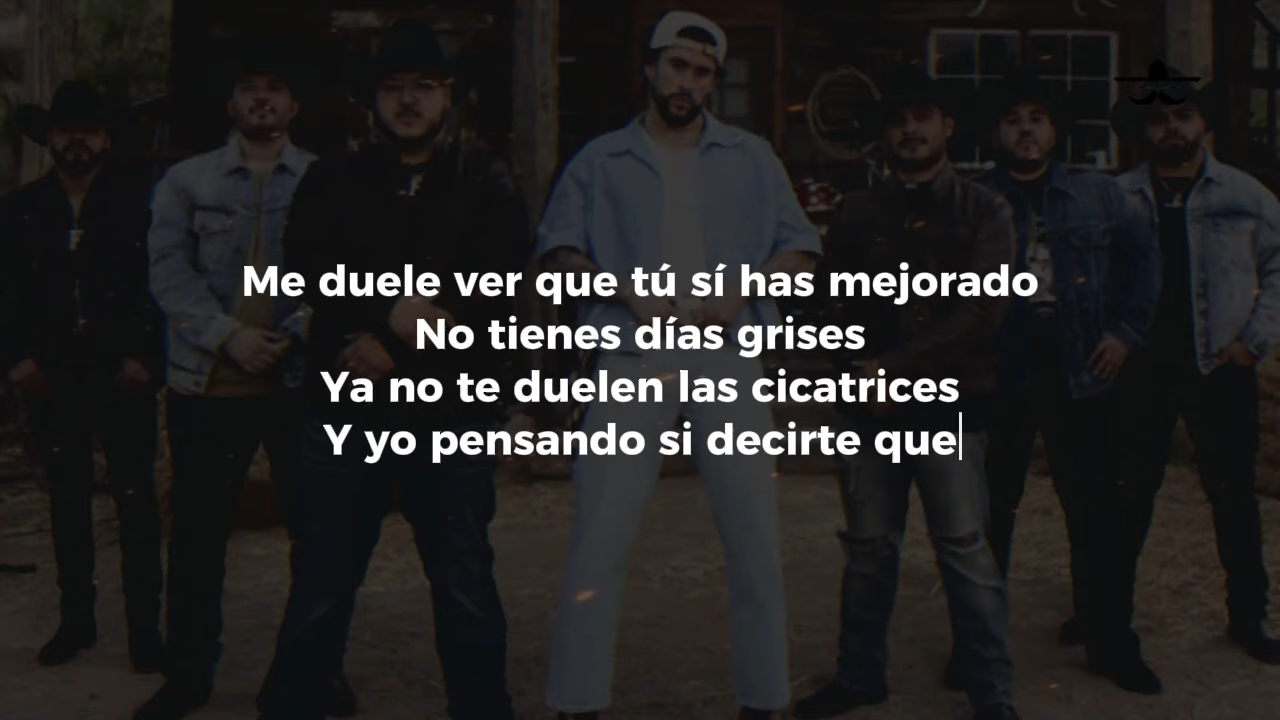 Me duele ver que tú sí has mejorado
No tienes días grises
Ya no te duelen las cicatrices
Y yo pensando si decirte que